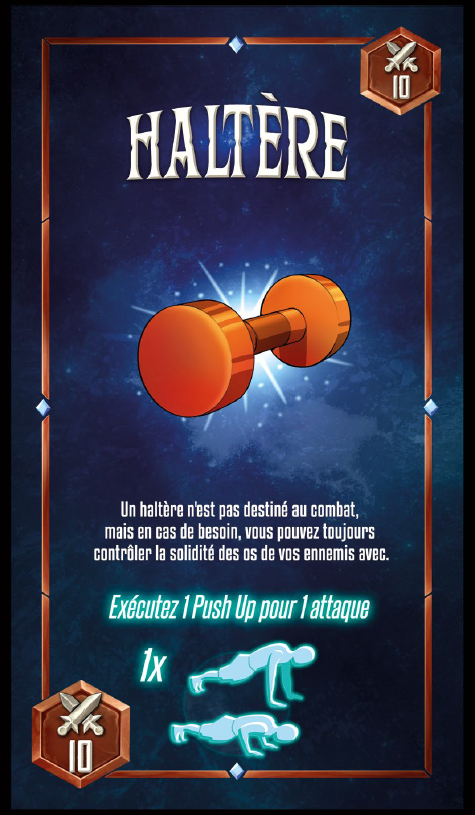 10
HALTÈRE
Un haltère n'est pas destiné au combat,
mais en cas de besoin, vous pouvez toujours
contrôler la solidité des os de vos ennemis avec.
Exécutez 1 Push Up pour 1 attaque
1x
10